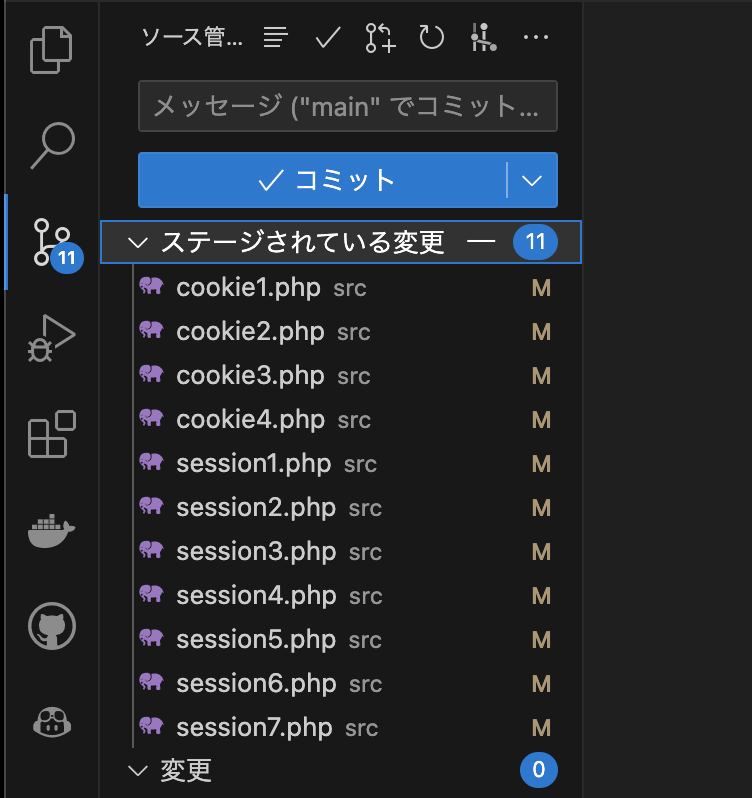 ソース管...
メッセージ ("main" でコミット...
コミット
ステージされている変更 11
11
cookie1.php src M
cookie2.php src M
cookie3.php src M
cookie4.php src M
session1.php src M
session2.php src M
session3.php src M
session4.php src M
session5.php src M
session6.php src M
session7.php src M
変更 0